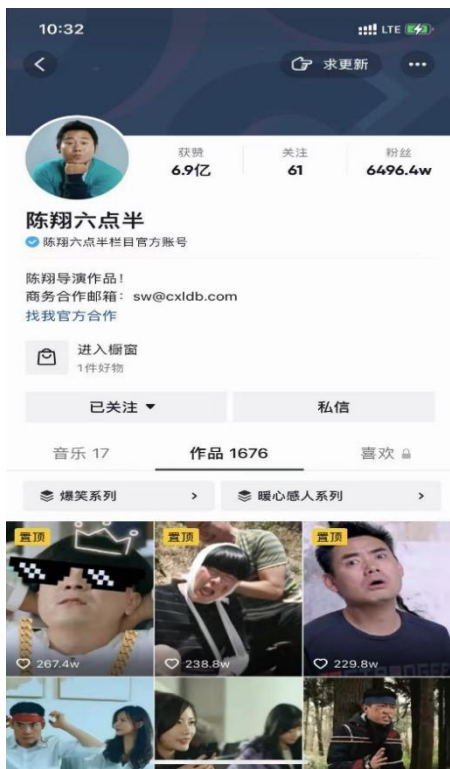 10:32
LTE
求更新
获赞 关注 粉丝
6.9亿 61 6496.4w
陈翔六点半
陈翔六点半栏目官方账号
陈翔导演作品!
商务合作邮箱: sw@cxldb.com
找我官方合作
进入橱窗
1件好物
已关注 私信
音乐 17 作品 1676 喜欢
爆笑系列 暖心感人系列
置顶 置顶 置顶
267.4w 238.8w 229.8w